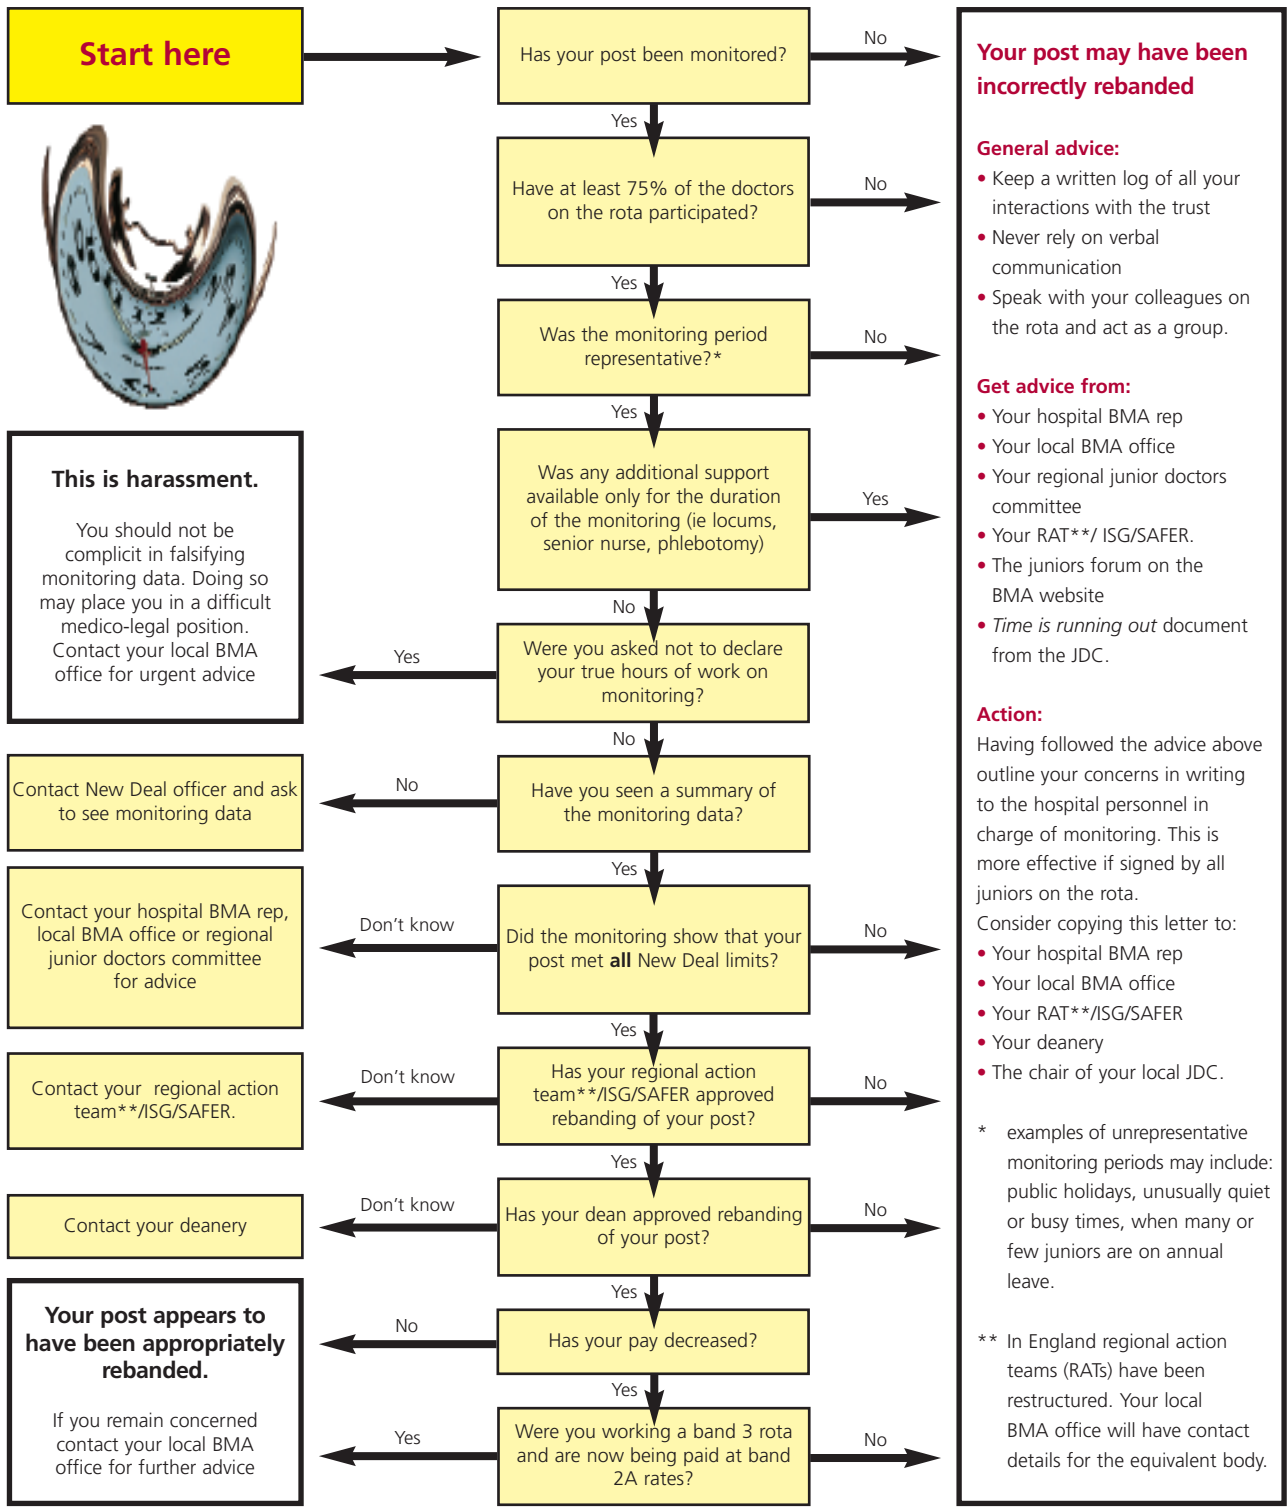 Start here
Has your post been monitored?
No
Yes
Have at least 75% of the doctors
on the rota participated?
No
Yes
Was the monitoring period
representative?*
No
Yes
Was any additional support
available only for the duration
of the monitoring (ie locums,
senior nurse, phlebotomy)
Yes
No
Were you asked not to declare
your true hours of work on
monitoring?
Yes
This is harassment.
You should not be
complicit in falsifying
monitoring data. Doing so
may place you in a difficult
medico-legal position.
Contact your local BMA
office for urgent advice
No
Have you seen a summary of
the monitoring data?
No
Contact New Deal officer and ask
to see monitoring data
Yes
Did the monitoring show that your
post met all New Deal limits?
Don't know
Contact your hospital BMA rep,
local BMA office or regional
junior doctors committee
for advice
No
Yes
Has your regional action
team**/ISG/SAFER approved
rebanding of your post?
Don't know
Contact your regional action
team**/ISG/SAFER.
No
Yes
Has your dean approved rebanding
of your post?
Don't know
Contact your deanery
No
Yes
Has your pay decreased?
No
Your post appears to
have been appropriately
rebanded.
If you remain concerned
contact your local BMA
office for further advice
Yes
Were you working a band 3 rota
and are now being paid at band
2A rates?
Yes
No
Your post may have been
incorrectly rebanded
General advice:
• Keep a written log of all your
interactions with the trust
• Never rely on verbal
communication
• Speak with your colleagues on
the rota and act as a group.
Get advice from:
• Your hospital BMA rep
• Your local BMA office
• Your regional junior doctors
committee
• Your RAT**/ ISG/SAFER.
• The juniors forum on the
BMA website
• Time is running out document
from the JDC.
Action:
Having followed the advice above
outline your concerns in writing
to the hospital personnel in
charge of monitoring. This is
more effective if signed by all
juniors on the rota.
Consider copying this letter to:
• Your hospital BMA rep
• Your local BMA office
• Your RAT**/ISG/SAFER
• Your deanery
• The chair of your local JDC.
* examples of unrepresentative
monitoring periods may include:
public holidays, unusually quiet
or busy times, when many or
few juniors are on annual
leave.
** In England regional action
teams (RATs) have been
restructured. Your local
BMA office will have contact
details for the equivalent body.